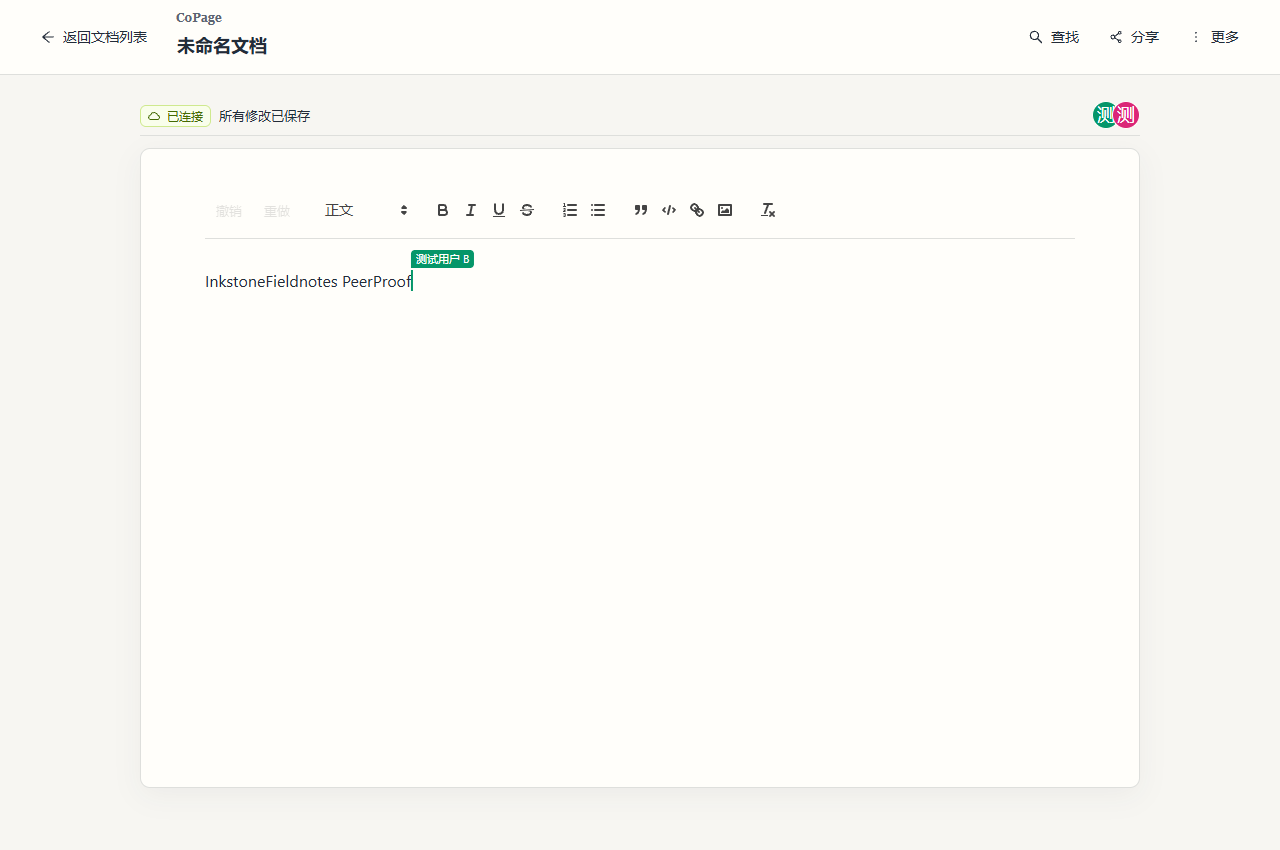 CoPage
返回文档列表
未命名文档
查找
分享
更多
已连接
所有修改已保存
测测
撤销 重做 正文
测试用户 B
InkstoneFieldnotes PeerProof